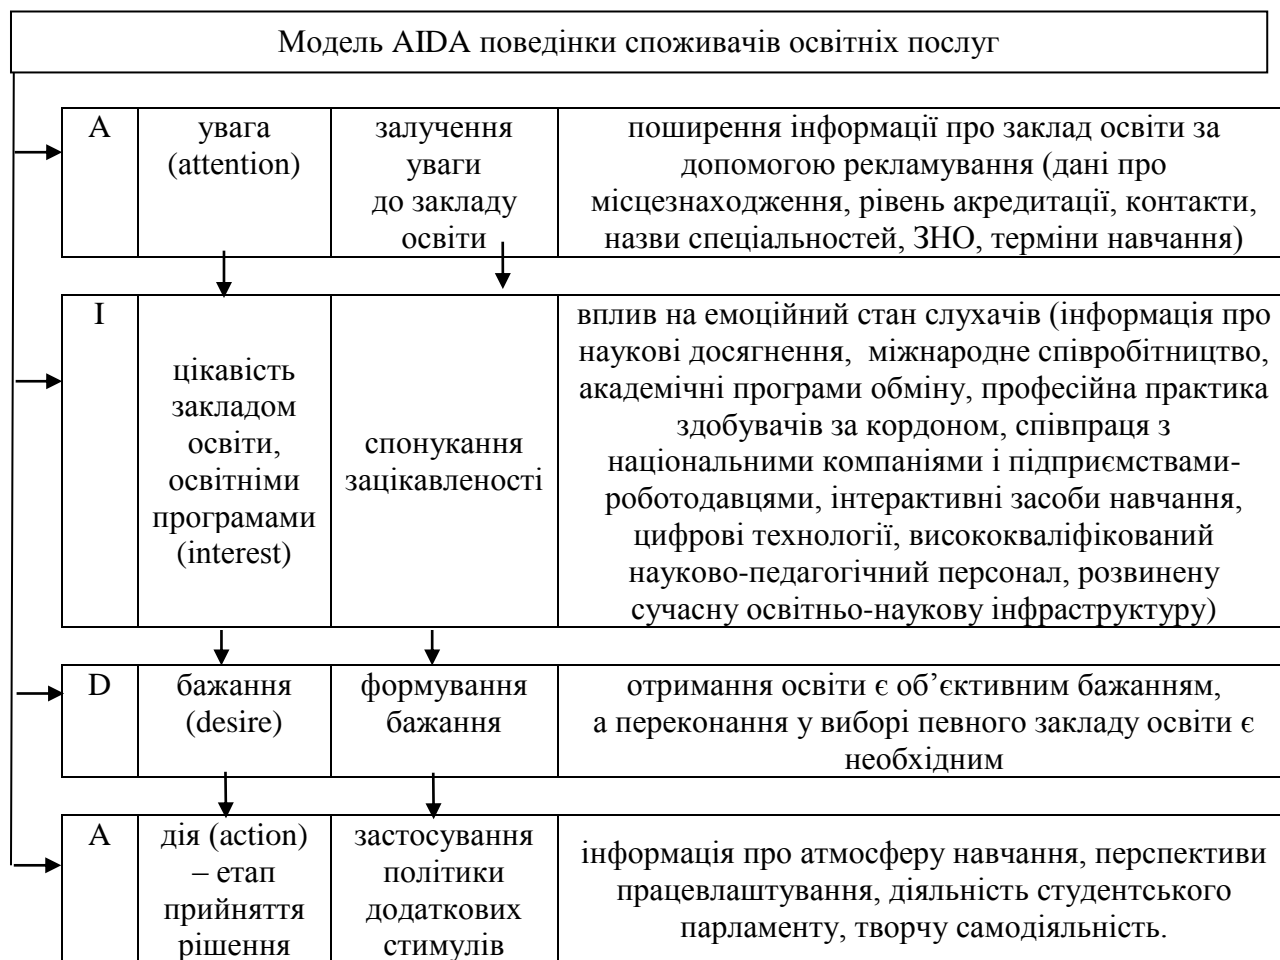 Модель AIDA поведінки споживачів освітніх послуг
A
увага
(attention)
залучення
уваги
до закладу
освіти
поширення інформації про заклад освіти за
допомогою рекламування (дані про
місцезнаходження, рівень акредитації, контакти,
назви спеціальностей, ЗНО, терміни навчання)
I
цікавість
закладом
освіти,
освітніми
програмами
(interest)
спонукання
зацікавленості
вплив на емоційний стан слухачів (інформація про
наукові досягнення, міжнародне співробітництво,
академічні програми обміну, професійна практика
здобувачів за кордоном, співпраця з
національними компаніями і підприємствами-
роботодавцями, інтерактивні засоби навчання,
цифрові технології, висококваліфікований
науково-педагогічний персонал, розвинену
сучасну освітньо-наукову інфраструктуру)
D
бажання
(desire)
формування
бажання
отримання освіти є об’єктивним бажанням,
а переконання у виборі певного закладу освіти є
необхідним
A
дія (action)
– етап
прийняття
рішення
застосування
політики
додаткових
стимулів
інформація про атмосферу навчання, перспективи
працевлаштування, діяльність студентського
парламенту, творчу самодіяльність.